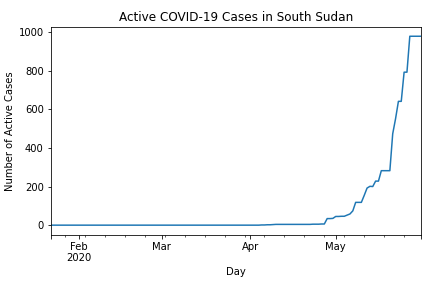 Active COVID-19 Cases in South Sudan
1000
800
600
400
200
0
Number of Active Cases
Feb
2020
Mar
Apr
May
Day